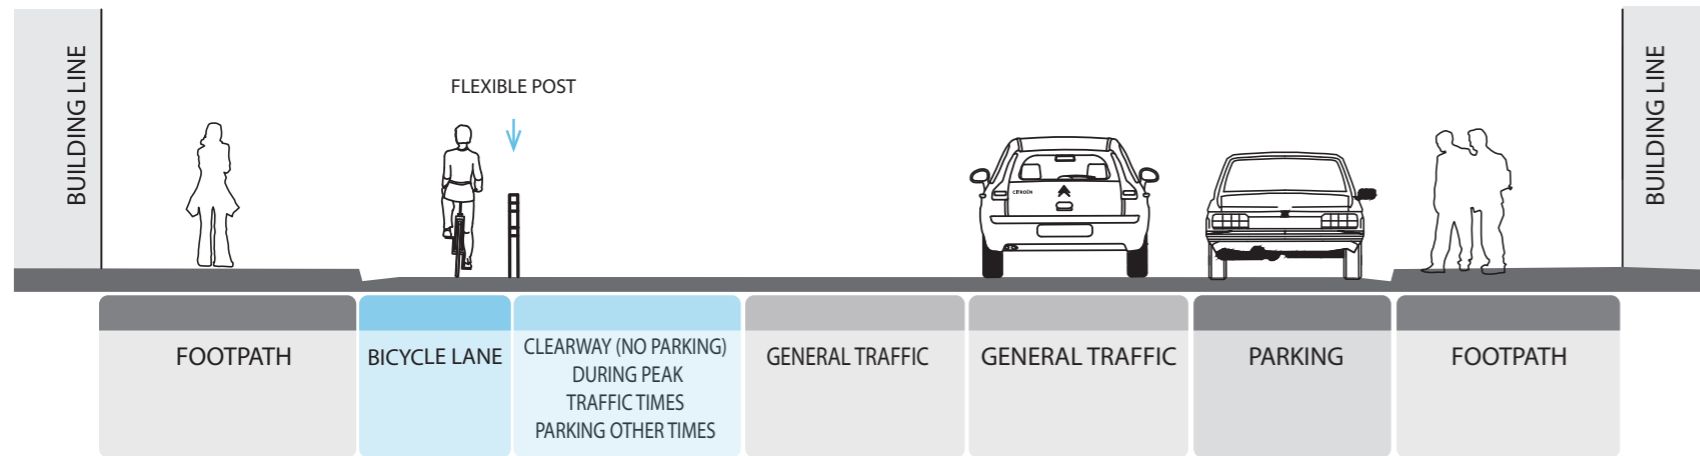 BUILDING LINE
FLEXIBLE POST
CITROËN
BUILDING LINE
FOOTPATH
BICYCLE LANE
CLEARWAY (NO PARKING)
DURING PEAK
TRAFFIC TIMES
PARKING OTHER TIMES
GENERAL TRAFFIC
GENERAL TRAFFIC
PARKING
FOOTPATH